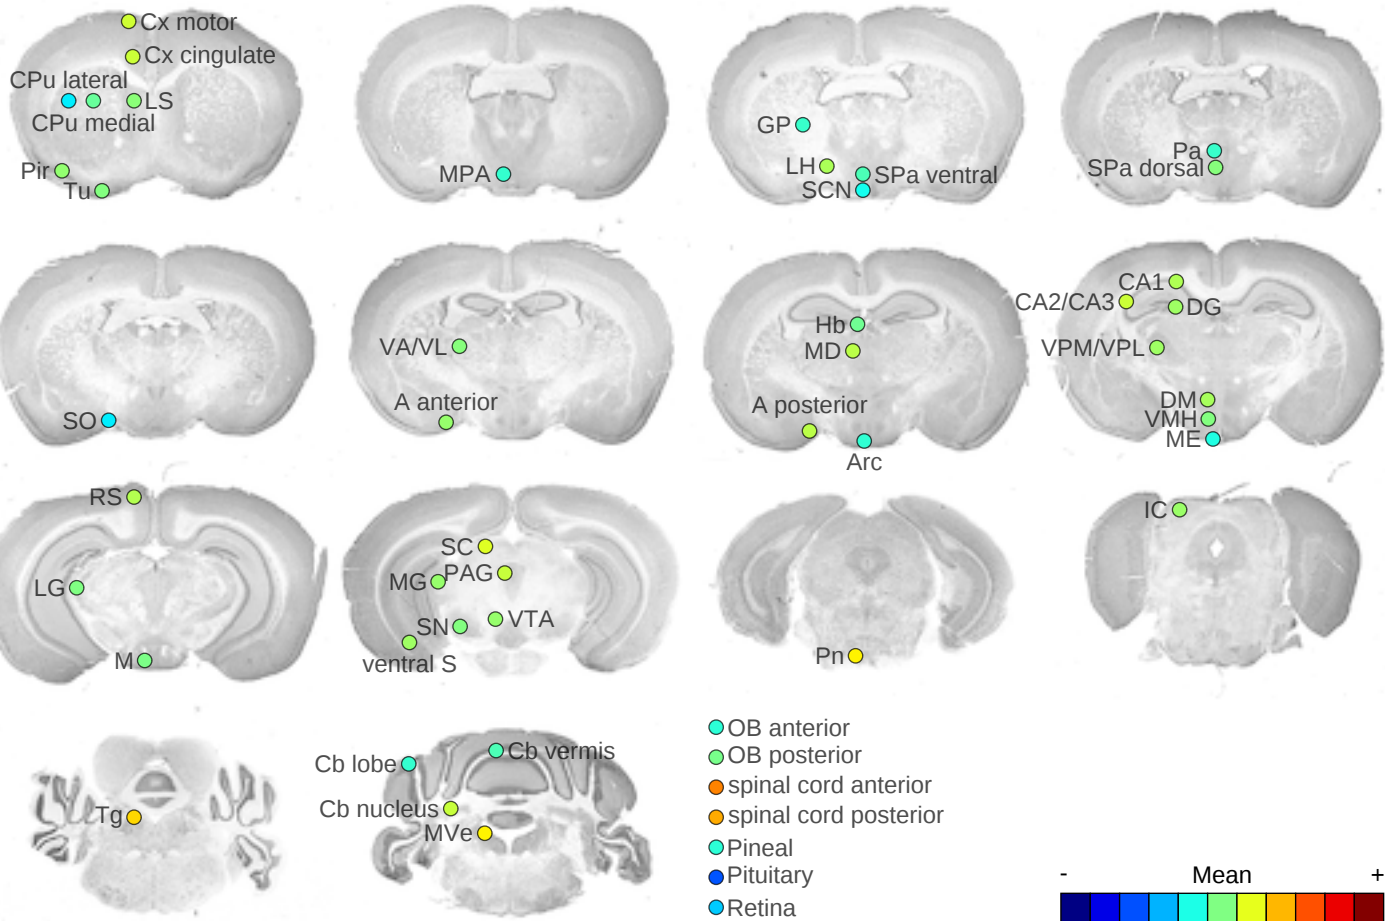 Cx motor
Cx cingulate
CPu lateral
LS
CPu medial
Pir
Tu
MPA
GP
LH
SPa ventral
SCN
Pa
SPa dorsal
SO
VA/VL
A anterior
Hb
MD
A posterior
Arc
CA1
CA2/CA3
DG
VPM/VPL
DM
VMH
ME
RS
LG
M
SC
PAG
MG
VTA
SN
ventral S
Pn
IC
Tg
Cb vermis
Cb lobe
Cb nucleus
MVe
OB anterior
OB posterior
spinal cord anterior
spinal cord posterior
Pineal
Pituitary
Retina
- Mean +